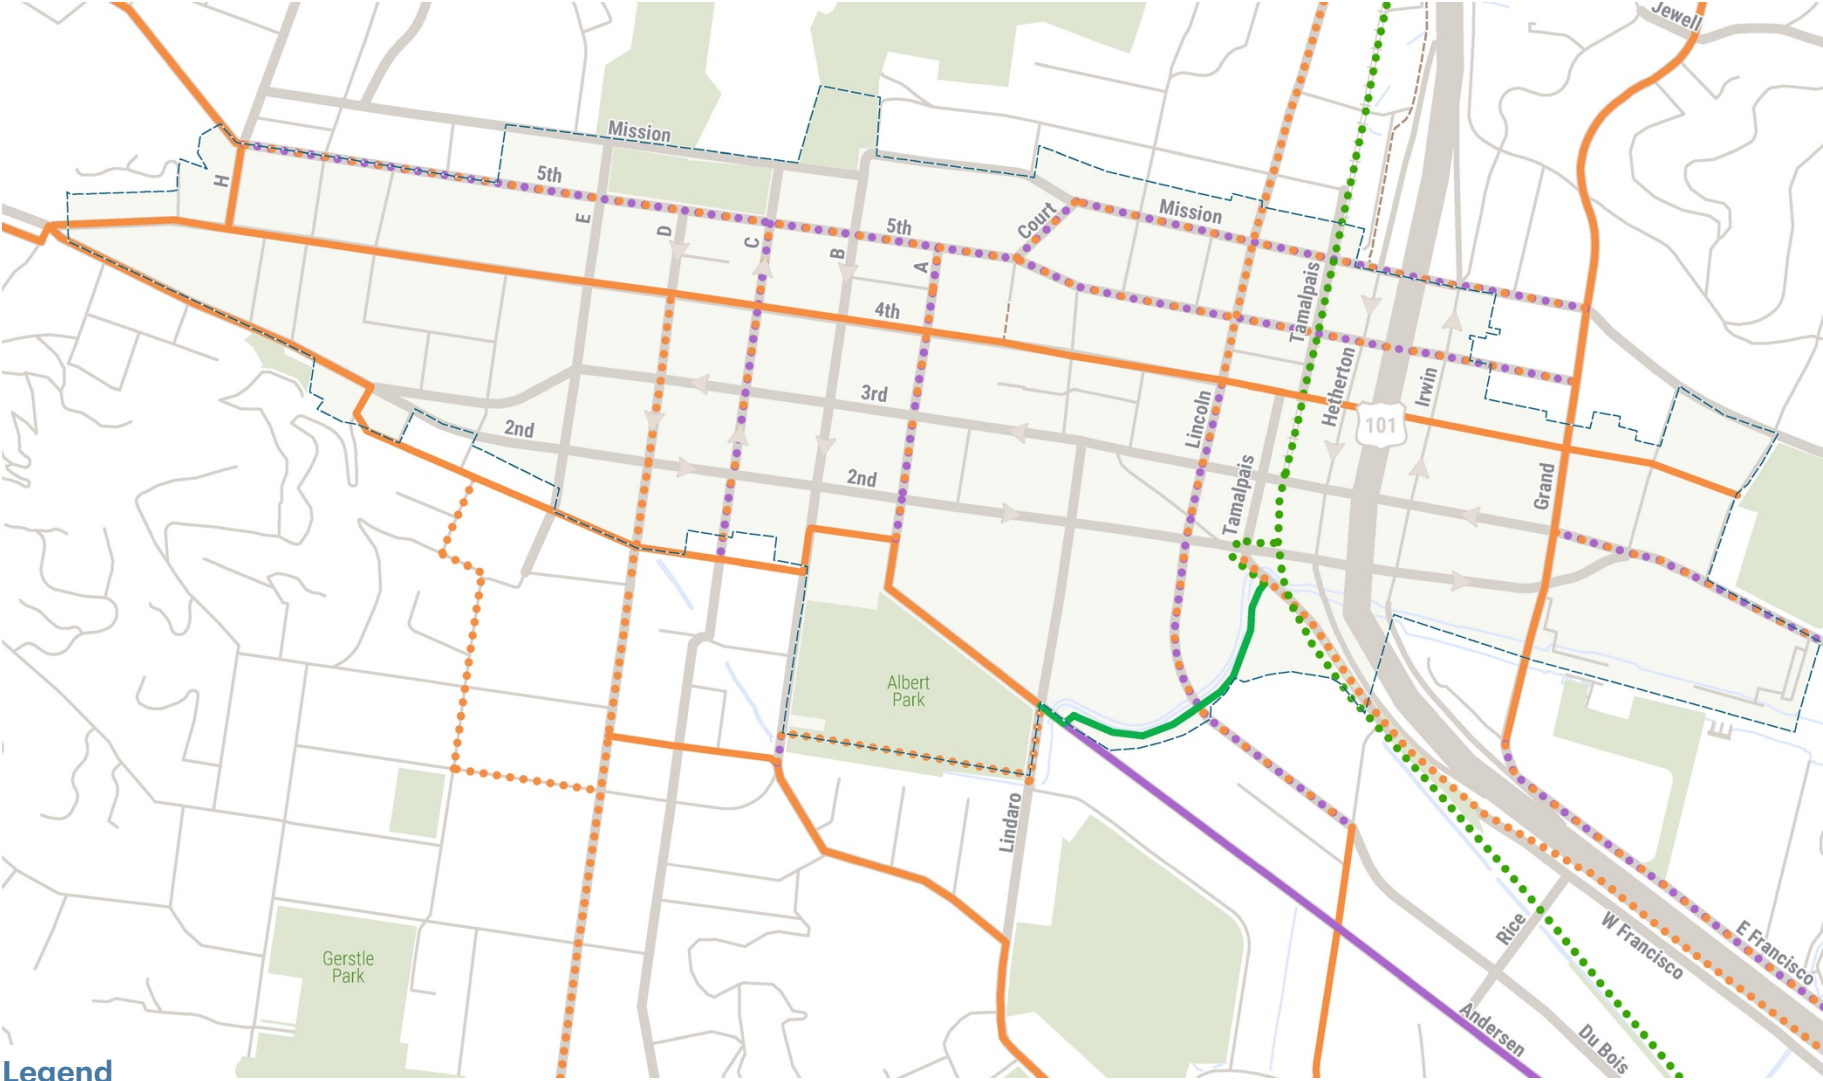 Jewell
Mission
5th
H
E
D
C
B
A
5th
Court
Mission
Tamalpais
4th
Hetherton
Irwin
101
3rd
Lincoln
2nd
2nd
Tamalpais
Grand
Albert
Park
Lindaro
Gerstle
Park
Rice
W Francisco
E Francisco
Andersen
Du Bois
Legend